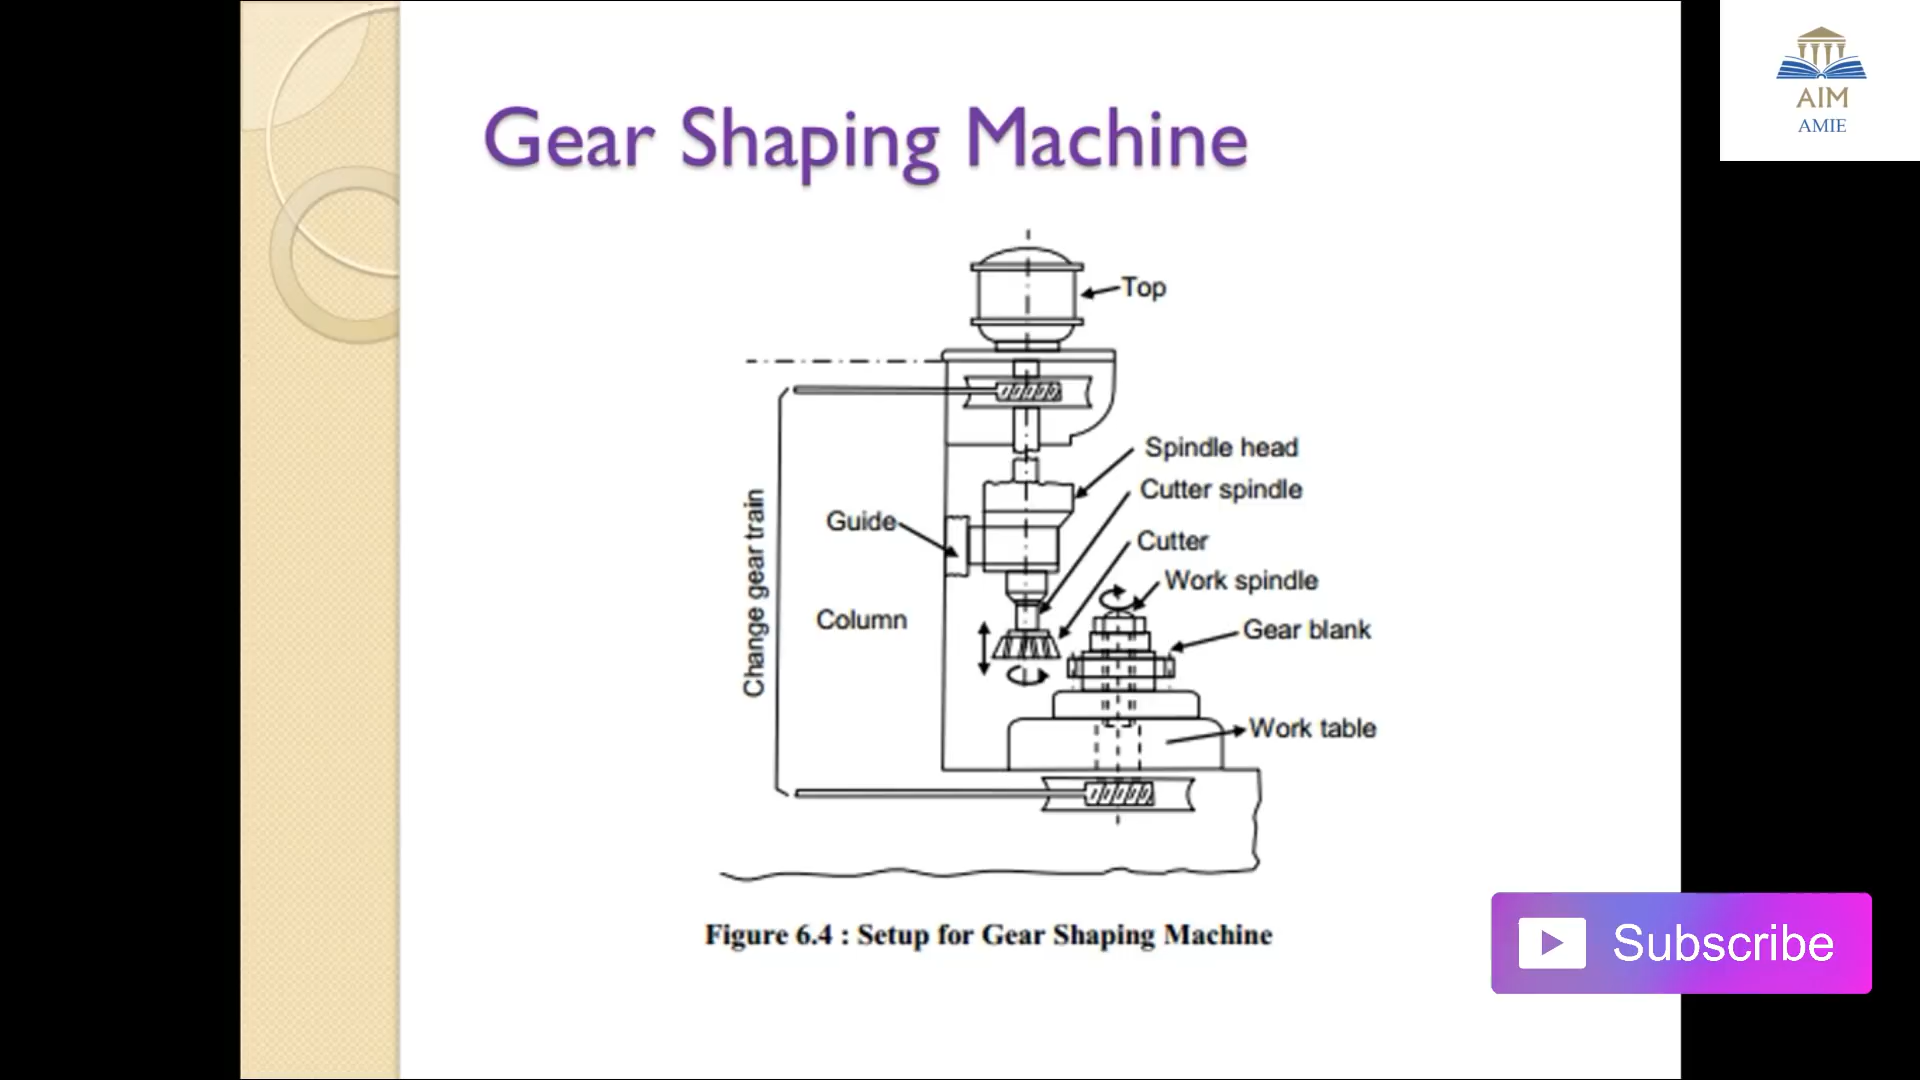 AIM
AMIE
Gear Shaping Machine
Top
Spindle head
Cutter spindle
Guide
Cutter
Work spindle
Column
Gear blank
Change gear train
Work table
Figure 6.4 : Setup for Gear Shaping Machine
Subscribe